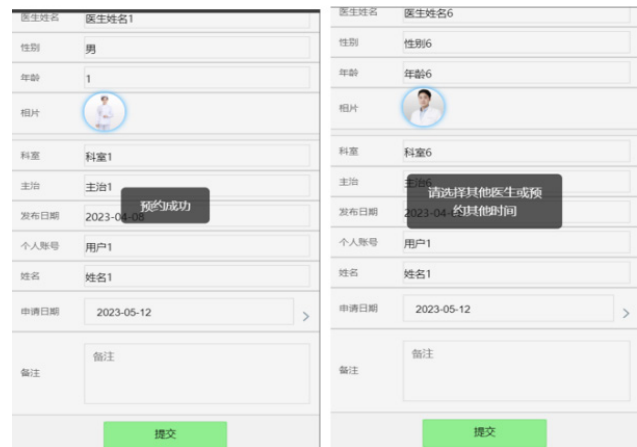 医生姓名 医生姓名1
性别 男
年龄 1
相片
科室 科室1
主治 主治1
预约成功
发布日期 2023-04-08
个人账号 用户1
姓名 姓名1
申请日期 2023-05-12 >
备注 备注
提交
医生姓名 医生姓名6
性别 性别6
年龄 年龄6
相片
科室 科室6
主治 主治6
请选择其他医生或预
约其他时间
发布日期 2023-04-
个人账号 用户1
姓名 姓名1
申请日期 2023-05-12 >
备注 备注
提交